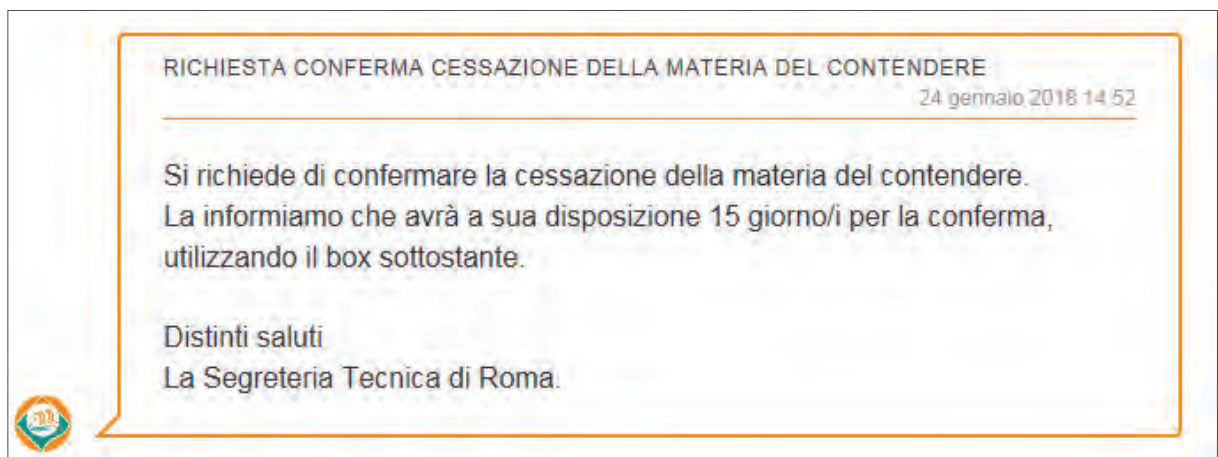 RICHIESTA CONFERMA CESSAZIONE DELLA MATERIA DEL CONTENDERE
24 gennaio 2018 14:52
Si richiede di confermare la cessazione della materia del contendere.
La informiamo che avrà a sua disposizione 15 giorno/i per la conferma,
utilizzando il box sottostante.
Distinti saluti
La Segreteria Tecnica di Roma.